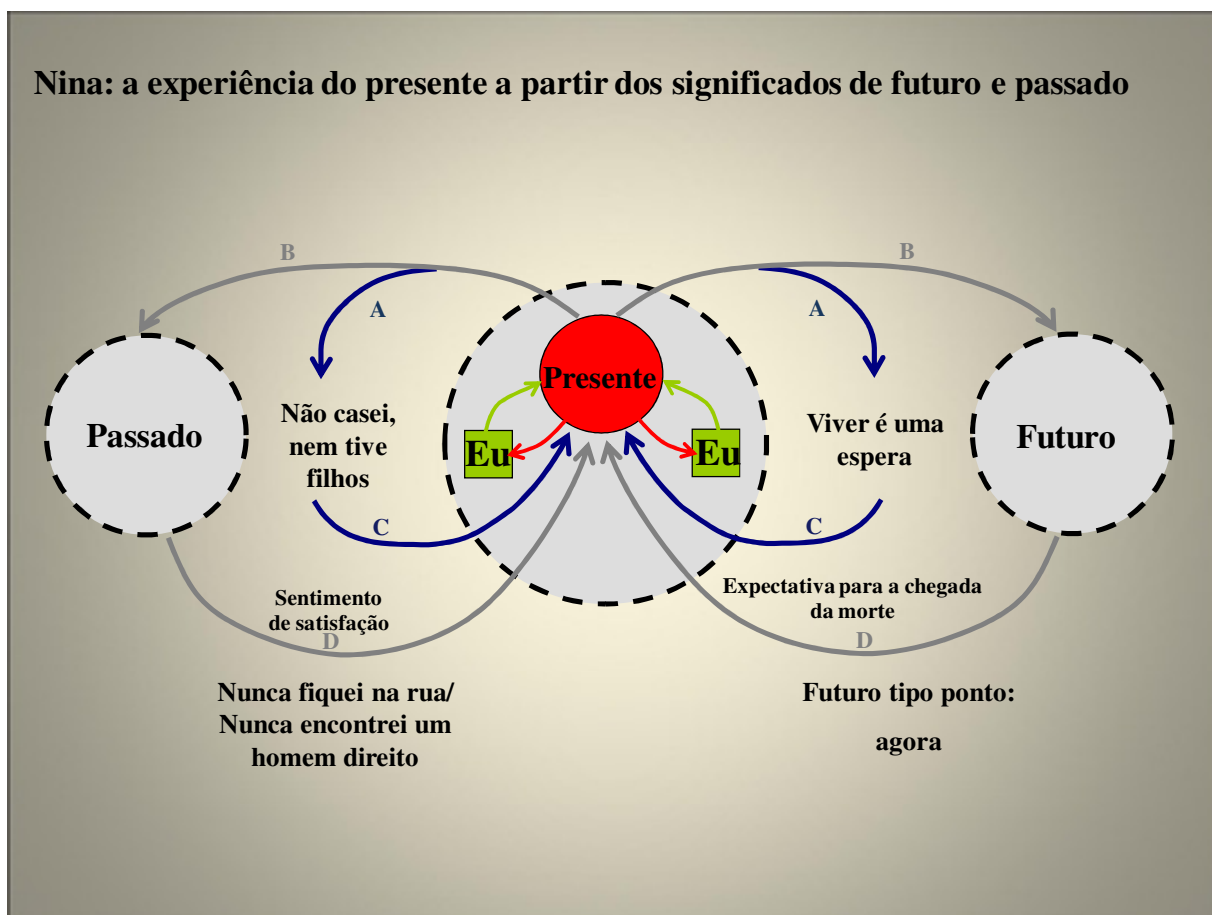 Nina: a experiência do presente a partir dos significados de futuro e passado
B
B
A
A
Passado
Não casei,
nem tive
filhos
Presente
Eu
Eu
Viver é uma
espera
Futuro
C
C
Sentimento
de satisfação
D
Expectativa para a chegada
da morte
D
Nunca fiquei na rua/
Nunca encontrei um
homem direito
Futuro tipo ponto:
agora